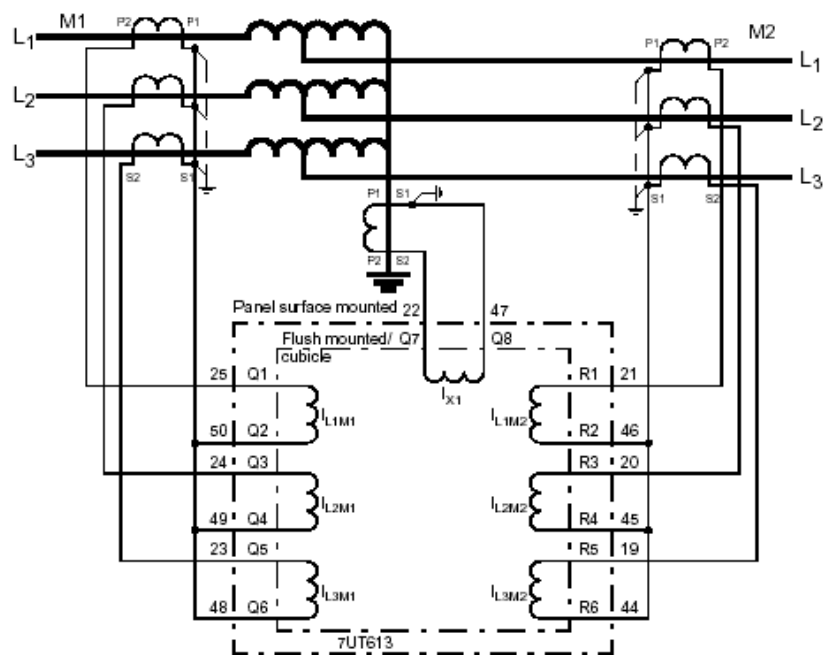 M1 P2 P1 M2
L1 P1 P2 L1
L2 L2
L3 L3
S2 S1 P1 S1 S1 S2
P2 S2
Panel surface mounted 22 47
Flush mounted/ Q7 Q8
cubicle
25 Q1 IX1 R1 21
IL1M1 IL1M2
50 Q2 R2 46
24 Q3 R3 20
IL2M1 IL2M2
49 Q4 R4 45
23 Q5 R5 19
IL3M1 IL3M2
48 Q6 R6 44
7UT613